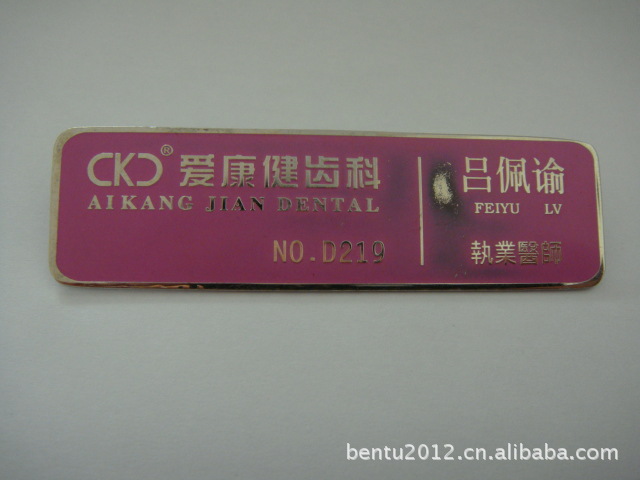 CKD® 爱康健齿科
AIKANG JIAN DENTAL
NO.D219
吕佩谕
FEIYU LV
執業醫師
bentu2012.cn.alibaba.com